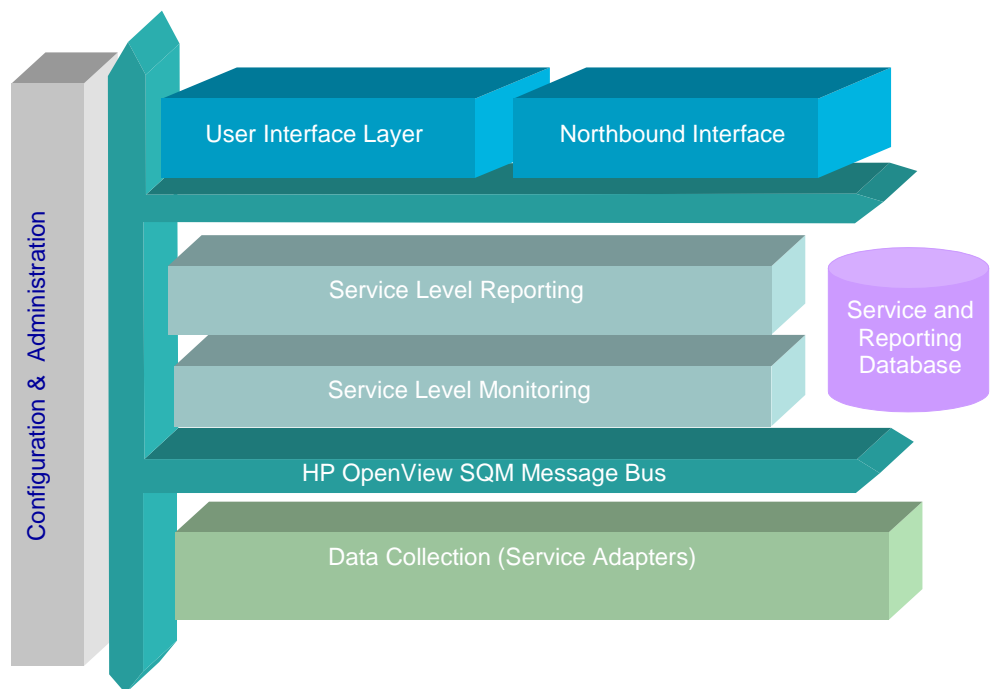 User Interface Layer
Northbound Interface
Configuration & Administration
Service Level Reporting
Service and
Reporting
Database
Service Level Monitoring
HP OpenView SQM Message Bus
Data Collection (Service Adapters)